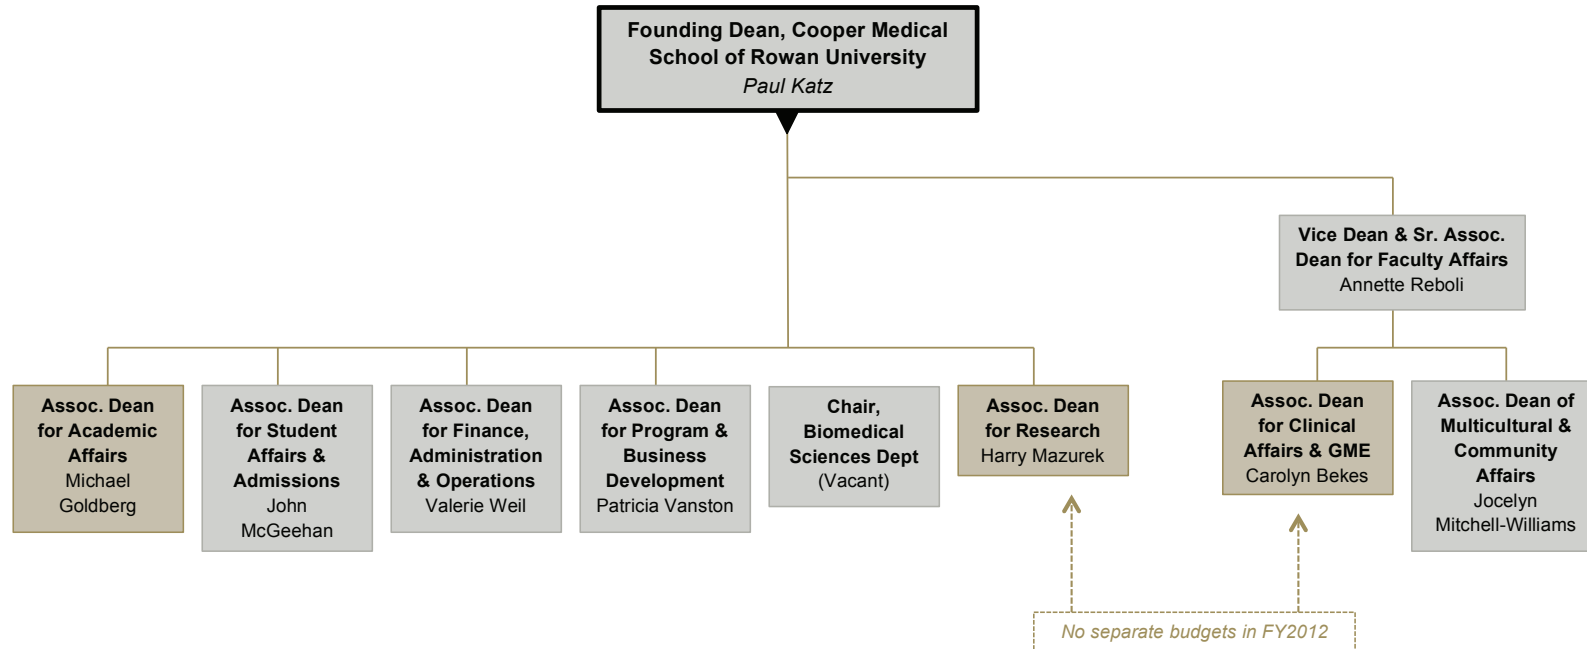 Founding Dean, Cooper Medical
School of Rowan University
Paul Katz
Vice Dean & Sr. Assoc.
Dean for Faculty Affairs
Annette Reboli
Assoc. Dean
for Academic
Affairs
Michael
Goldberg
Assoc. Dean
for Student
Affairs &
Admissions
John
McGeehan
Assoc. Dean
for Finance,
Administration
& Operations
Valerie Weil
Assoc. Dean
for Program &
Business
Development
Patricia Vanston
Chair,
Biomedical
Sciences Dept
(Vacant)
Assoc. Dean
for Research
Harry Mazurek
Assoc. Dean
for Clinical
Affairs & GME
Carolyn Bekes
Assoc. Dean of
Multicultural &
Community
Affairs
Jocelyn
Mitchell-Williams
No separate budgets in FY2012